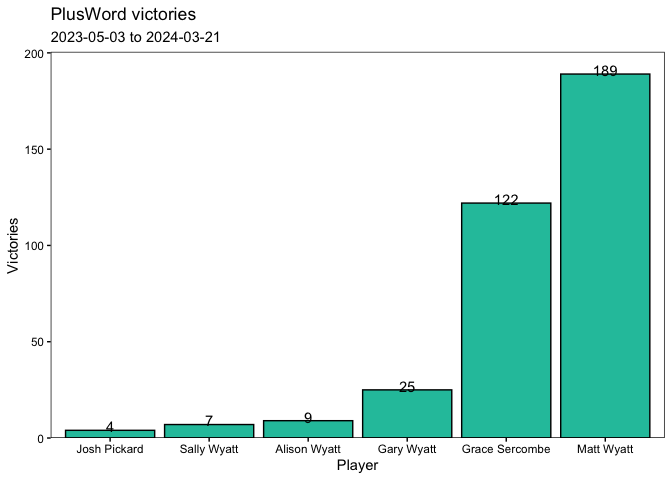 PlusWord victories
2023-05-03 to 2024-03-21
Victories
200
150
100
50
0
4
7
9
25
122
189
Josh Pickard
Sally Wyatt
Alison Wyatt
Gary Wyatt
Grace Sercombe
Matt Wyatt
Player